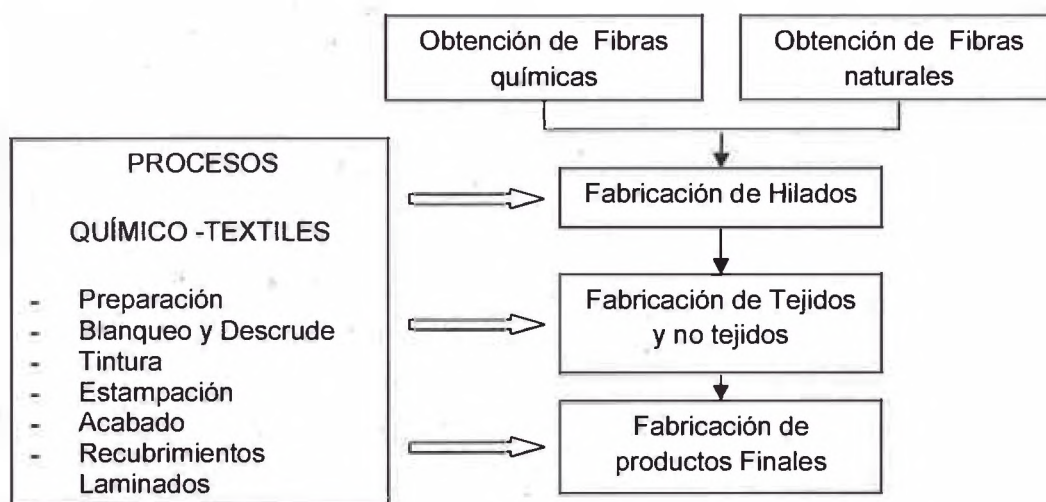 Obtención de Fibras
químicas
Obtención de Fibras
naturales
PROCESOS
QUÍMICO -TEXTILES
- Preparación
- Blanqueo y Descrude
- Tintura
- Estampación
- Acabado
- Recubrimientos
Laminados
Fabricación de Hilados
Fabricación de Tejidos
y no tejidos
Fabricación de
productos Finales